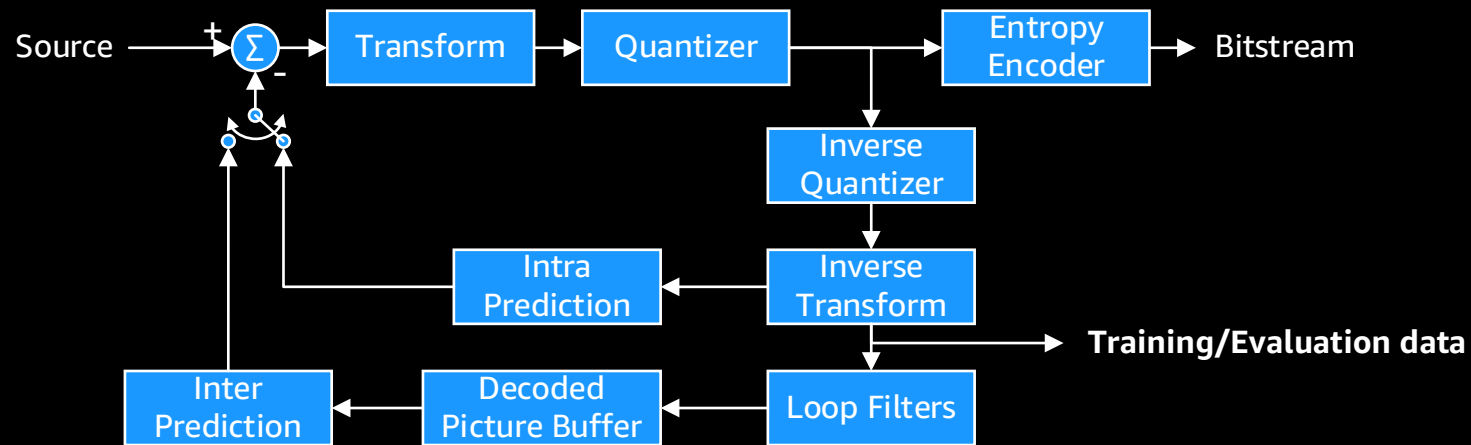 Source
+
Σ
-
Transform
Quantizer
Entropy
Encoder
Bitstream
Inverse
Quantizer
Intra
Prediction
Inverse
Transform
Training/Evaluation data
Inter
Prediction
Decoded
Picture Buffer
Loop Filters